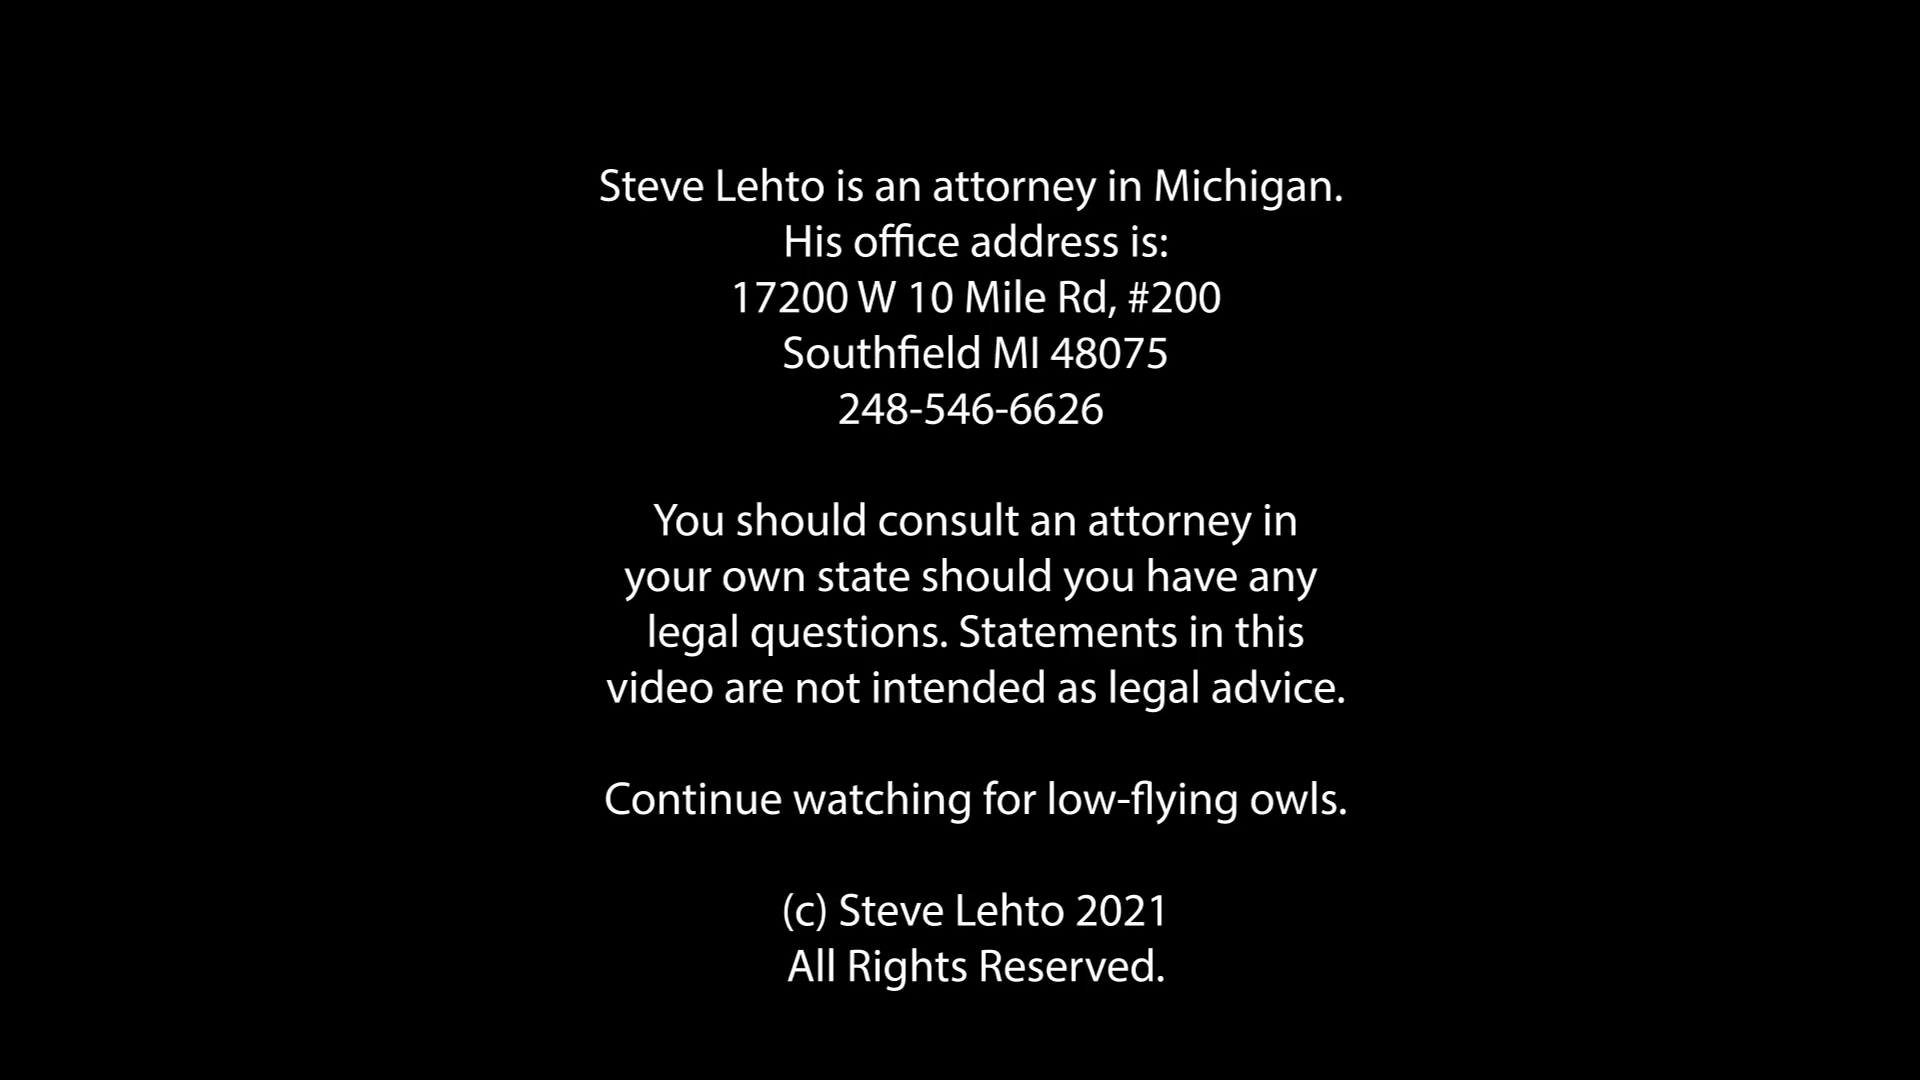 Steve Lehto is an attorney in Michigan.
His office address is:
17200 W 10 Mile Rd, #200
Southfield MI 48075
248-546-6626
You should consult an attorney in
your own state should you have any
legal questions. Statements in this
video are not intended as legal advice.
Continue watching for low-flying owls.
(c) Steve Lehto 2021
All Rights Reserved.